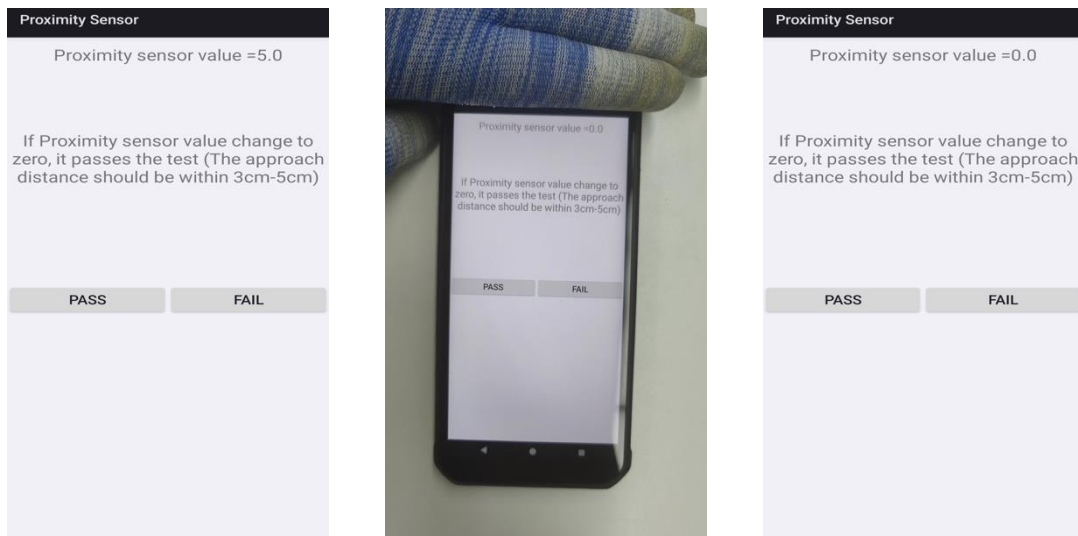 Proximity Sensor
Proximity sensor value =5.0
If Proximity sensor value change to
zero, it passes the test (The approach
distance should be within 3cm-5cm)
PASS
FAIL
Proximity sensor value =0.0
If Proximity sensor value change to
zero, it passes the test (The approach
distance should be within 3cm-5cm)
PASS
FAIL
Proximity Sensor
Proximity sensor value =0.0
If Proximity sensor value change to
zero, it passes the test (The approach
distance should be within 3cm-5cm)
PASS
FAIL